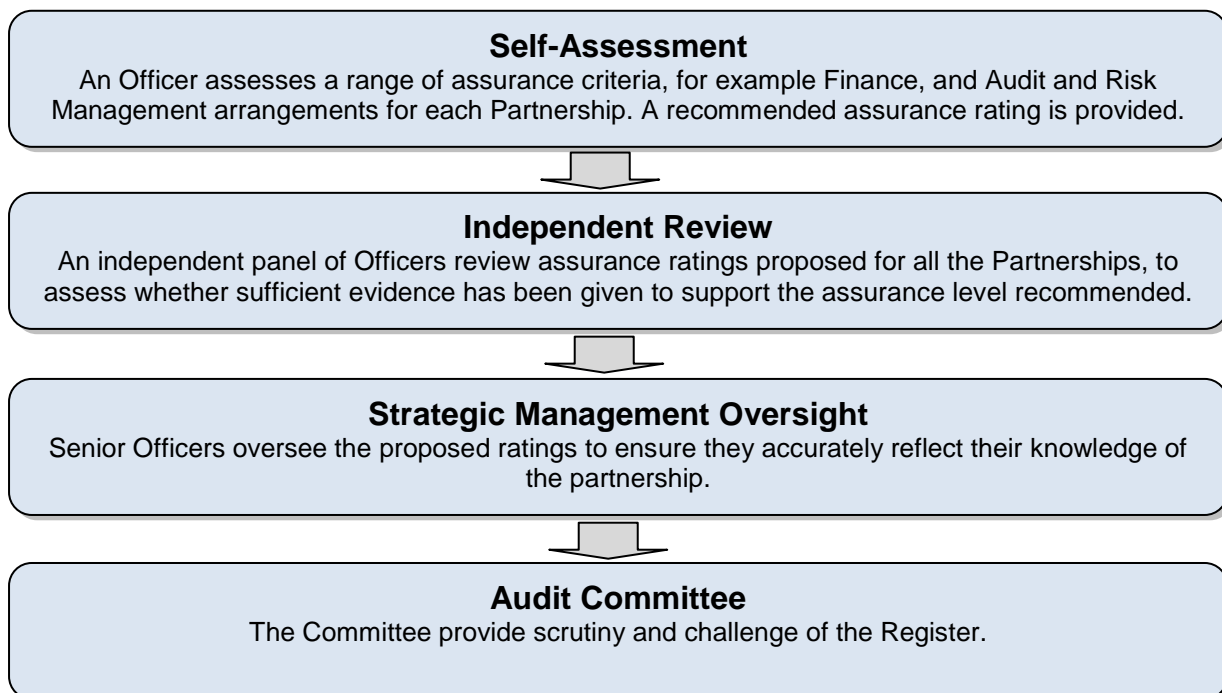 Self-Assessment
An Officer assesses a range of assurance criteria, for example Finance, and Audit and Risk
Management arrangements for each Partnership. A recommended assurance rating is provided.
Independent Review
An independent panel of Officers review assurance ratings proposed for all the Partnerships, to
assess whether sufficient evidence has been given to support the assurance level recommended.
Strategic Management Oversight
Senior Officers oversee the proposed ratings to ensure they accurately reflect their knowledge of
the partnership.
Audit Committee
The Committee provide scrutiny and challenge of the Register.